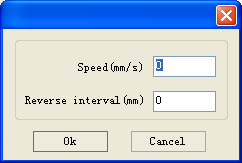 Speed(mm/s) 0
Reverse interval(mm) 0
Ok Cancel